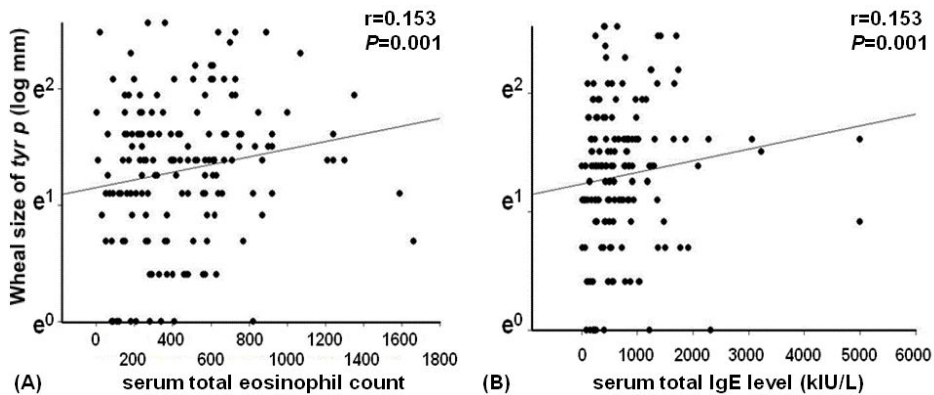 r=0.153
P=0.001
Wheal size of tyr p (log mm)
e2
e1
e0
0 200 400 600 800 1000 1200 1400 1600 1800
(A) serum total eosinophil count
r=0.153
P=0.001
e2
e1
e0
0 1000 2000 3000 4000 5000 6000
(B) serum total IgE level (kIU/L)